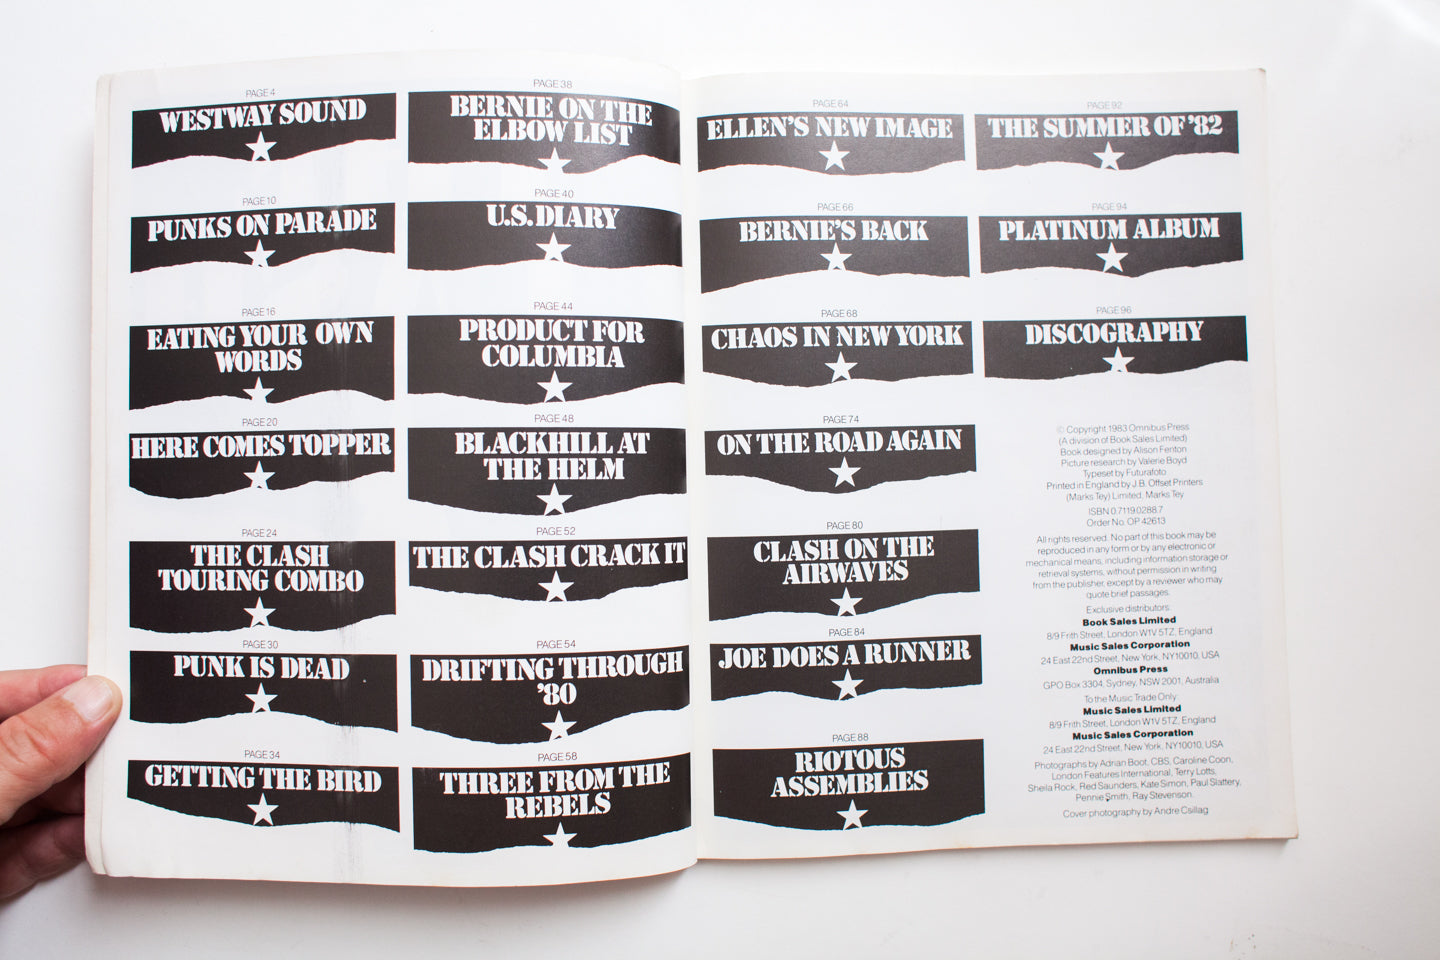 PAGE 4
WESTWAY SOUND
PAGE 10
PUNKS ON PARADE
PAGE 16
EATING YOUR OWN
WORDS
PAGE 20
HERE COMES TOPPER
PAGE 24
THE CLASH
TOURING COMBO
PAGE 30
PUNK IS DEAD
PAGE 34
GETTING THE BIRD
PAGE 38
BERNIE ON THE
ELBOW LIST
PAGE 40
U.S. DIARY
PAGE 44
PRODUCT FOR
COLUMBIA
PAGE 48
BLACKHILL AT
THE HELM
PAGE 52
THE CLASH CRACK IT
PAGE 54
DRIFTING THROUGH
'80
PAGE 58
THREE FROM THE
REBELS
PAGE 64
ELLEN'S NEW IMAGE
PAGE 66
BERNIE'S BACK
PAGE 68
CHAOS IN NEW YORK
PAGE 74
ON THE ROAD AGAIN
PAGE 80
CLASH ON THE
AIRWAVES
PAGE 84
JOE DOES A RUNNER
PAGE 88
RIOTOUS
ASSEMBLIES
PAGE 92
THE SUMMER OF '82
PAGE 94
PLATINUM ALBUM
PAGE 96
DISCOGRAPHY
© Copyright 1983 Omnibus Press
(A division of Book Sales Limited)
Book designed by Alison Fenton
Picture research by Valerie Boyd
Typeset by Futurafoto
Printed in England by J.B. Offset Printers
(Marks Tey) Limited, Marks Tey
ISBN 0.7119.0288.7
Order No. OP 42613
All rights reserved. No part of this book may be
reproduced in any form or by any electronic or
mechanical means, including information storage or
retrieval systems, without permission in writing
from the publisher, except by a reviewer who may
quote brief passages.
Exclusive distributors:
Book Sales Limited
8/9 Frith Street, London W1V 5TZ, England
Music Sales Corporation
24 East 22nd Street, New York, NY10010, USA
Omnibus Press
GPO Box 3304, Sydney, NSW 2001, Australia
To the Music Trade Only:
Music Sales Limited
8/9 Frith Street, London W1V 5TZ, England
Music Sales Corporation
24 East 22nd Street, New York, NY10010, USA
Photographs by Adrian Boot, CBS, Caroline Coon,
London Features International, Terry Lotts,
Sheila Rock, Red Saunders, Kate Simon, Paul Slattery,
Pennie Smith, Ray Stevenson.
Cover photography by Andre Csillag